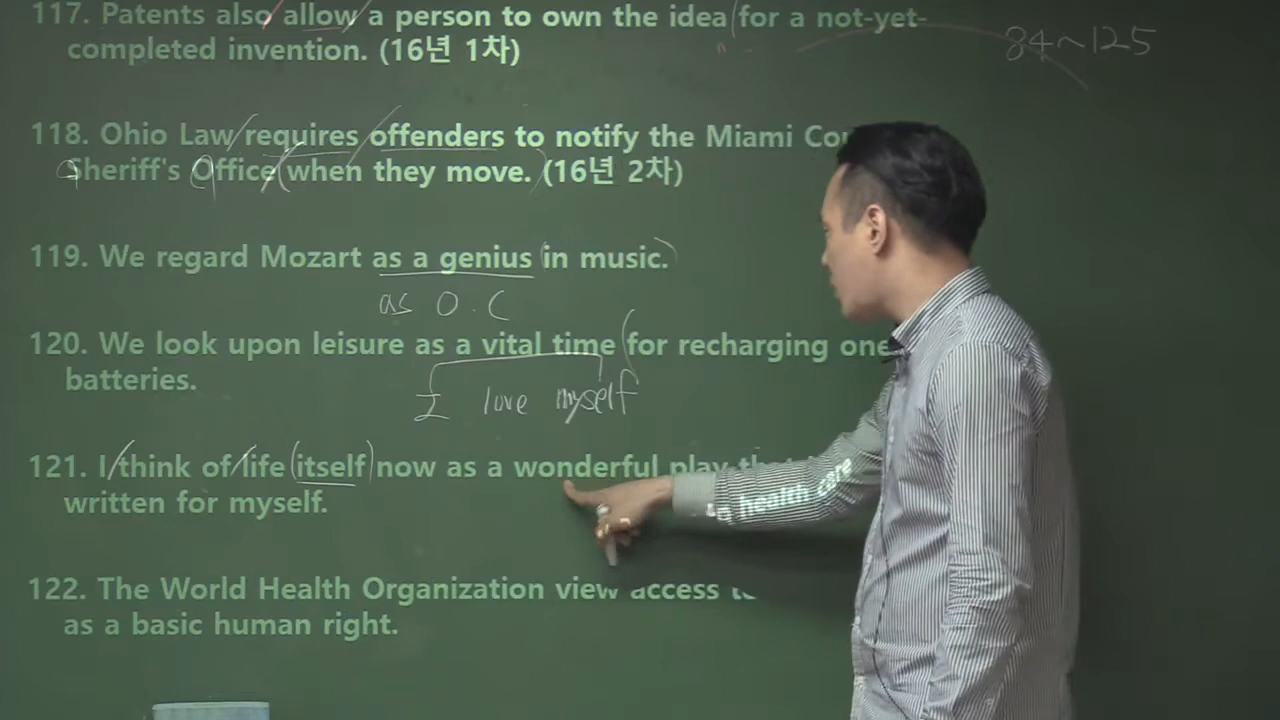 117. Patents also allow a person to own the idea for a not-yet-
completed invention. (16년 1차)
84~125
118. Ohio Law requires offenders to notify the Miami
Sheriff's Office when they move. (16년 2차)
119. We regard Mozart as a genius in music.
as O.C
120. We look upon leisure as a vital time for recharging one
batteries.
I love myself
121. I think of life itself now as a wonderful play that
written for myself.
122. The World Health Organization view access to health care
as a basic human right.